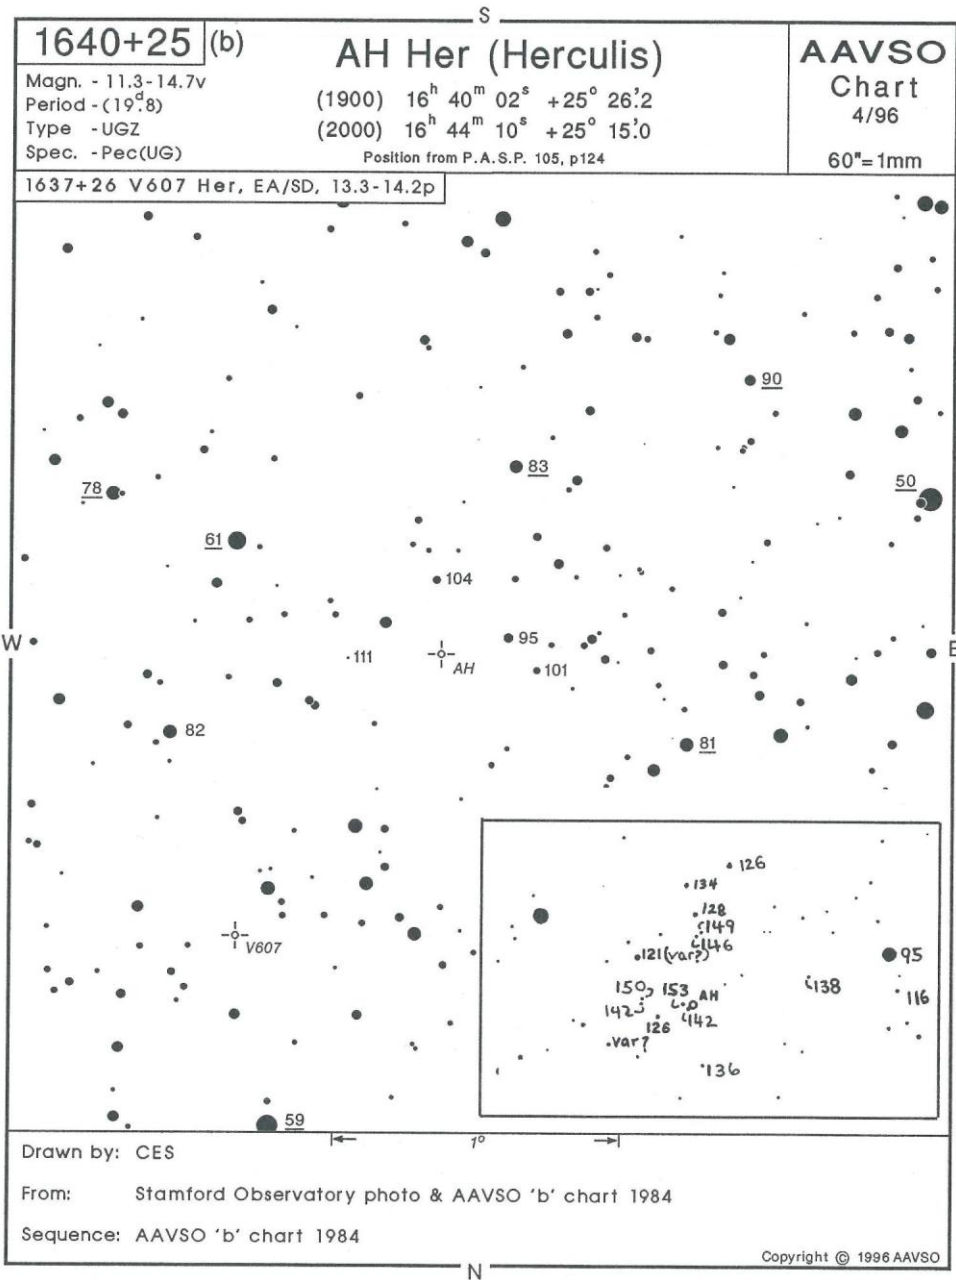 S
1640+25 (b)
AH Her (Herculis)
AAVSO
Chart
4/96
60"=1mm
Magn. - 11.3-14.7v
Period - (19ᵈ.8)
Type - UGZ
Spec. - Pec(UG)
(1900) 16ʰ 40ᵐ 02ˢ +25° 26'.2
(2000) 16ʰ 44ᵐ 10ˢ +25° 15'.0
Position from P.A.S.P. 105, p124
1637+26 V607 Her, EA/SD, 13.3-14.2p
90
83
78
50
61
104
W
95
E
111
AH
101
82
81
126
134
128
149
146
121(var?)
95
150
153
AH
138
116
142
142
126
var?
136
V607
59
1°
Drawn by: CES
From: Stamford Observatory photo & AAVSO 'b' chart 1984
Sequence: AAVSO 'b' chart 1984
Copyright © 1996 AAVSO
N